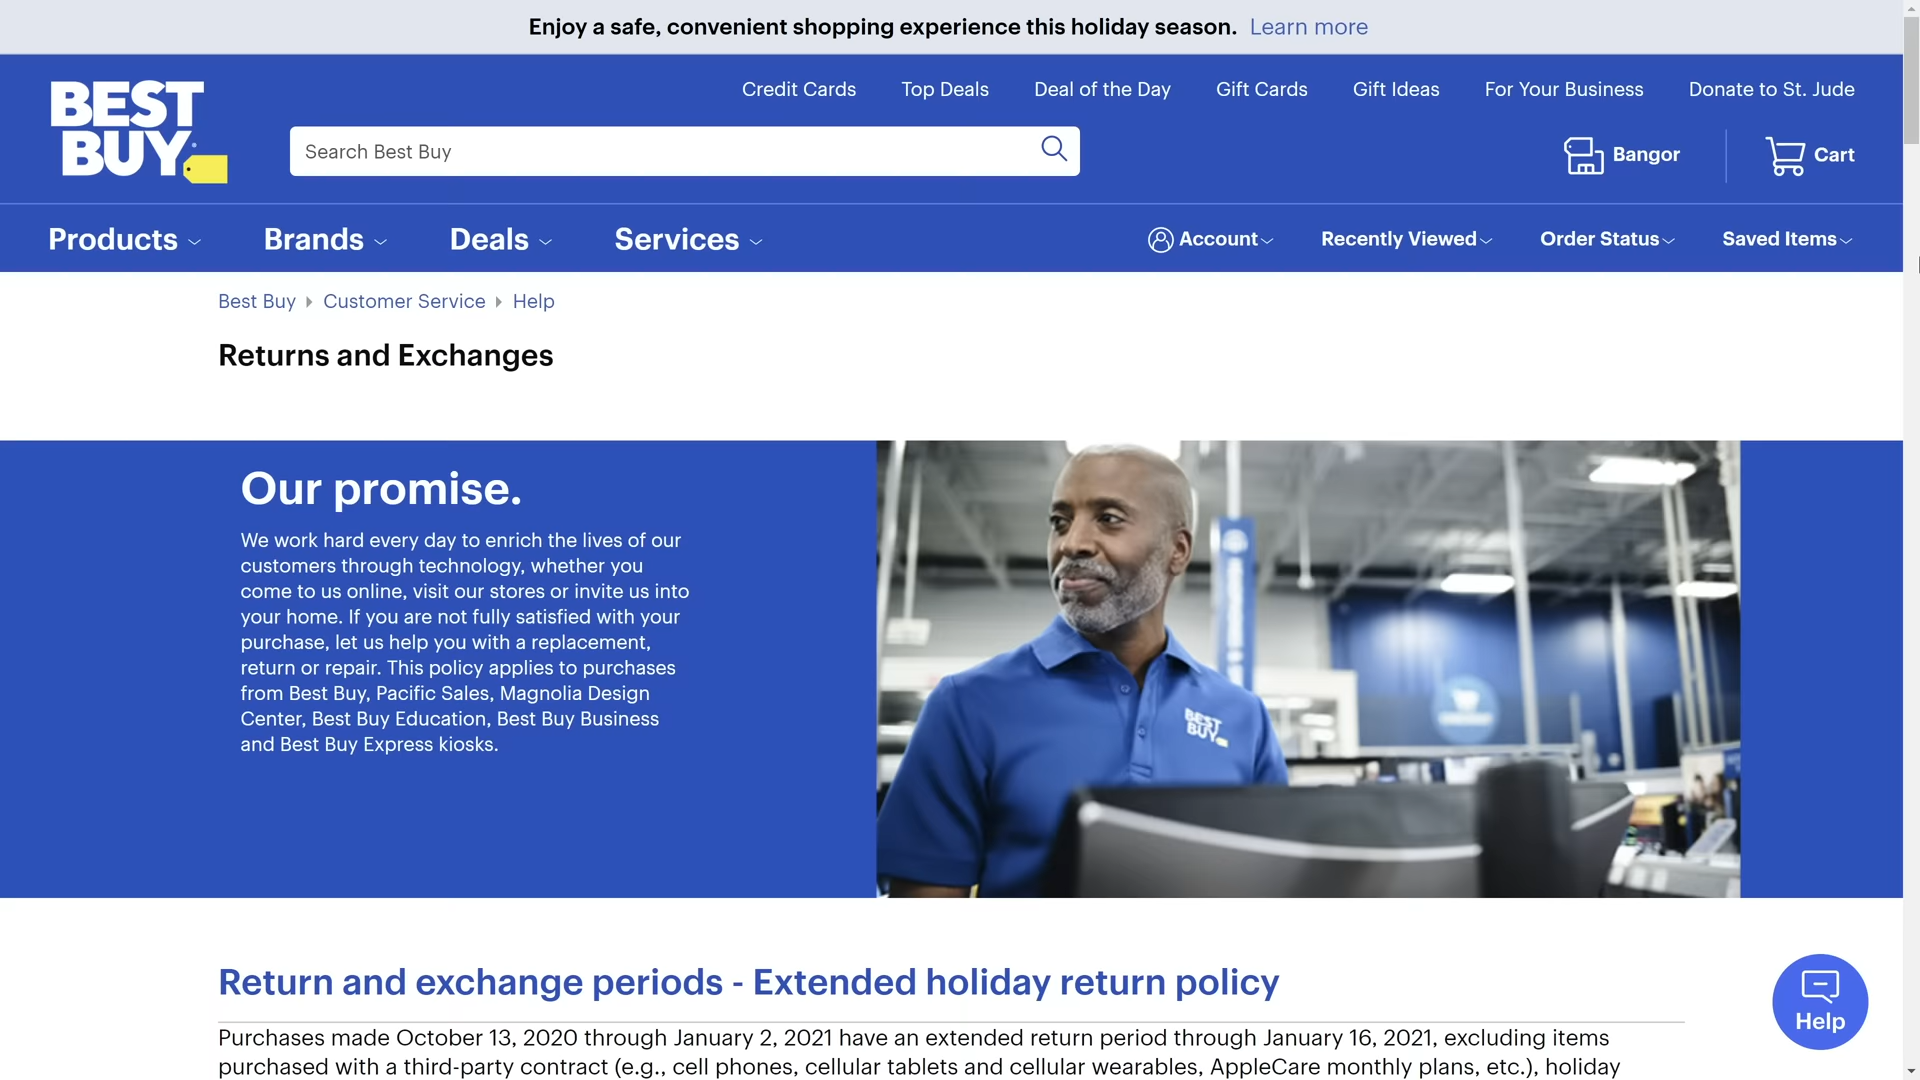 Enjoy a safe, convenient shopping experience this holiday season. Learn more
Credit Cards Top Deals Deal of the Day Gift Cards Gift Ideas For Your Business Donate to St. Jude
BEST
BUY
Search Best Buy
Bangor
Cart
Products Brands Deals Services
Account Recently Viewed Order Status Saved Items
Best Buy Customer Service Help
Returns and Exchanges
Our promise.
We work hard every day to enrich the lives of our
customers through technology, whether you
come to us online, visit our stores or invite us into
your home. If you are not fully satisfied with your
purchase, let us help you with a replacement,
return or repair. This policy applies to purchases
from Best Buy, Pacific Sales, Magnolia Design
Center, Best Buy Education, Best Buy Business
and Best Buy Express kiosks.
BEST
BUY
Return and exchange periods - Extended holiday return policy
Purchases made October 13, 2020 through January 2, 2021 have an extended return period through January 16, 2021, excluding items
purchased with a third-party contract (e.g., cell phones, cellular tablets and cellular wearables, AppleCare monthly plans, etc.), holiday
Help